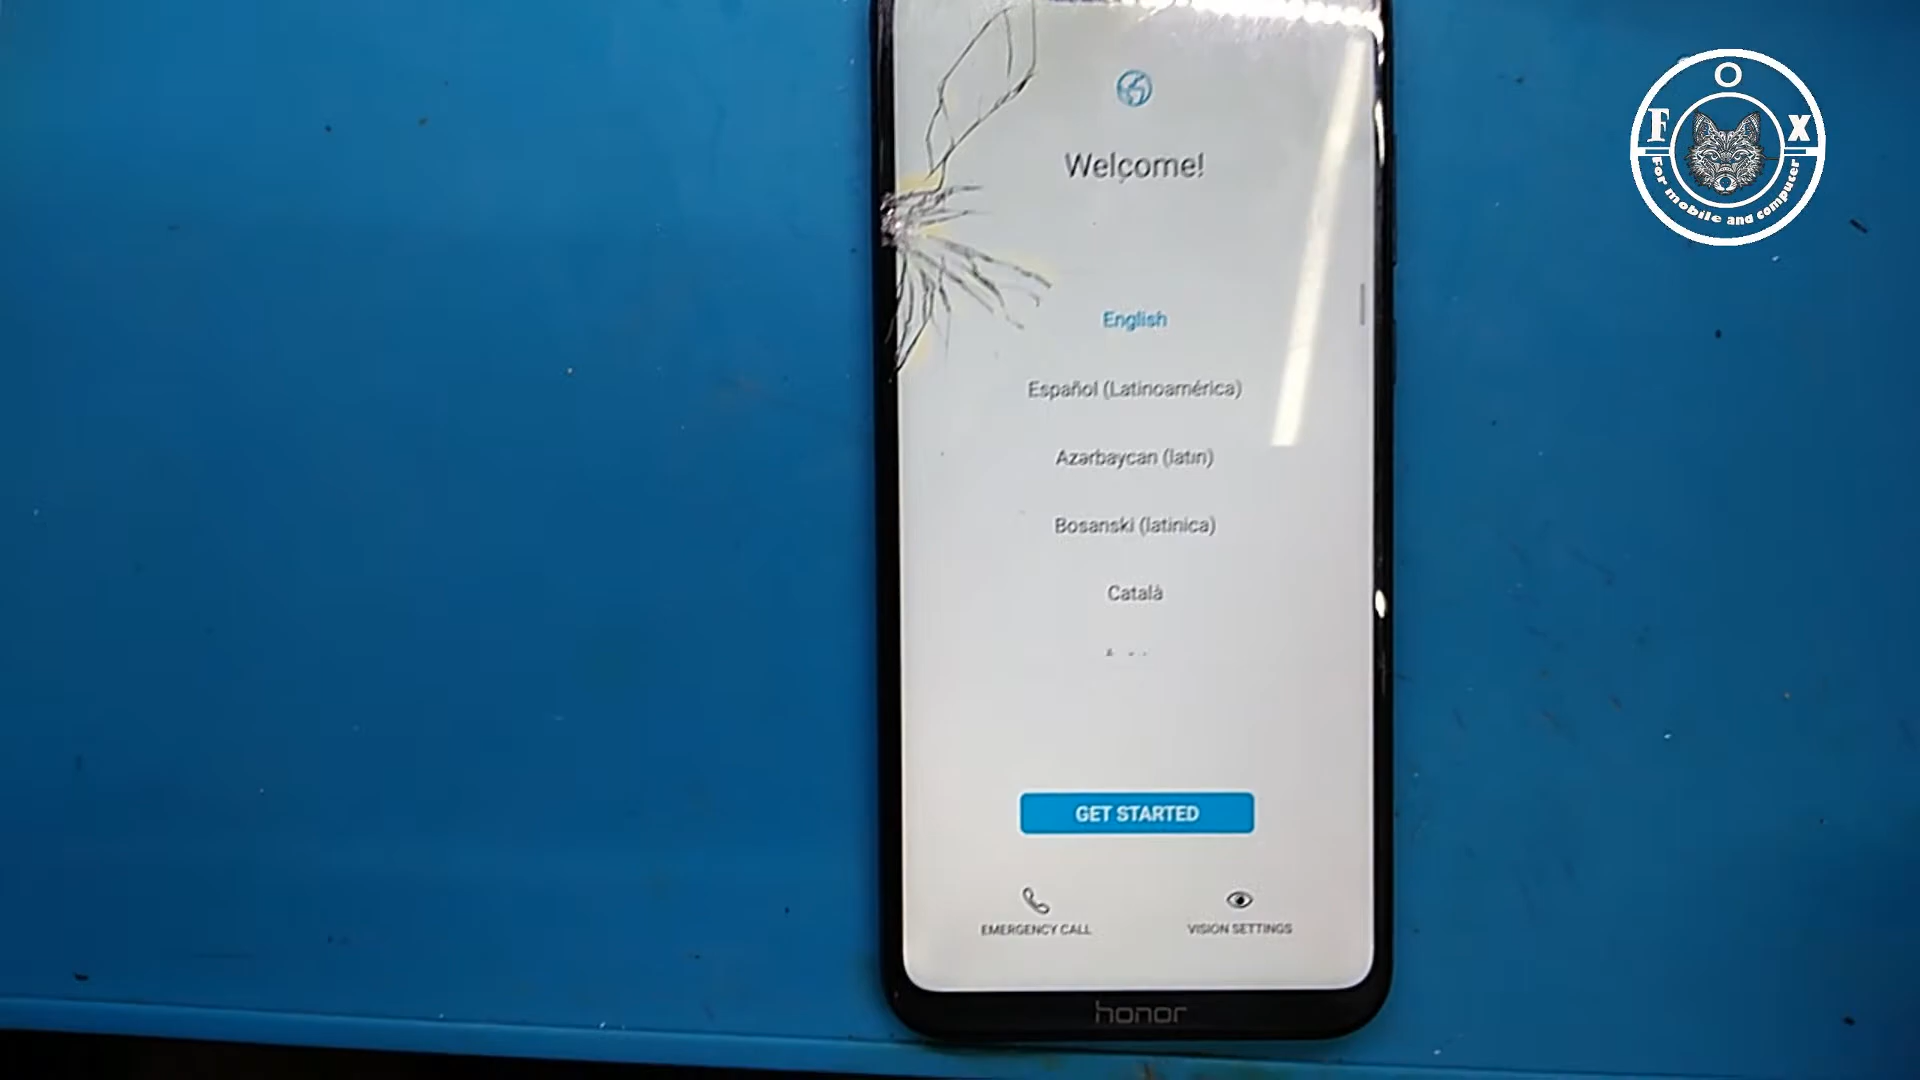 Welcome!
English
Español (Latinoamérica)
Azərbaycan (latın)
Bosanski (latinica)
Català
GET STARTED
EMERGENCY CALL
VISION SETTINGS
honor
F O X
For mobile and computer